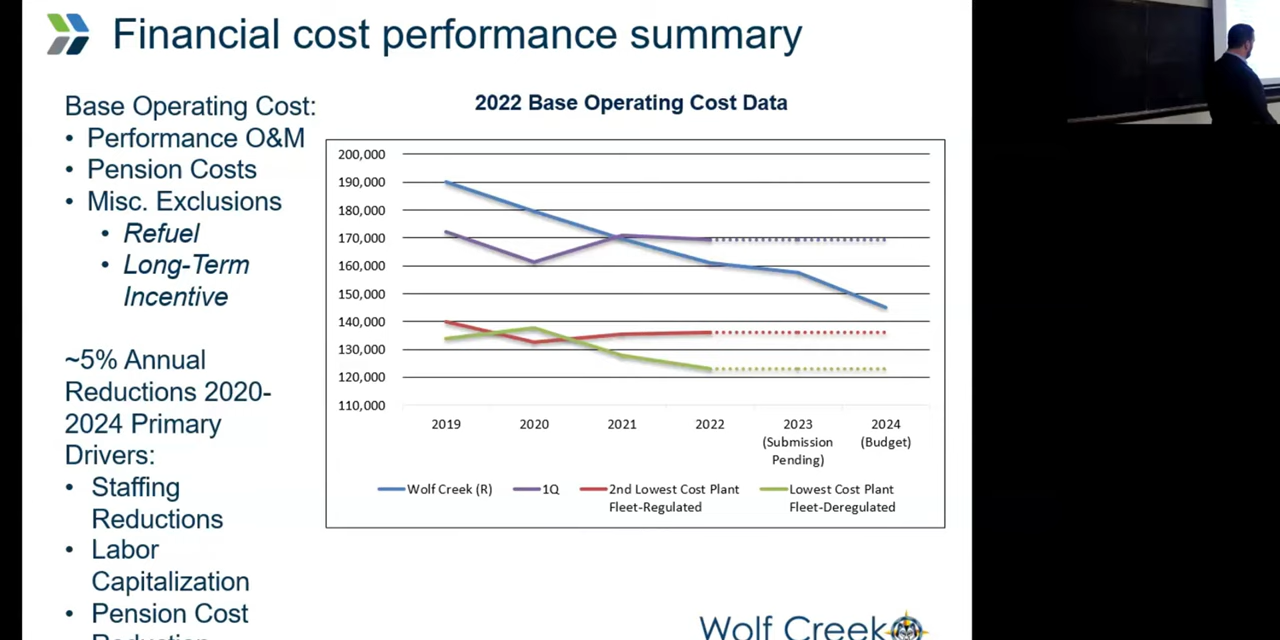 Financial cost performance summary
Base Operating Cost:
• Performance O&M
• Pension Costs
• Misc. Exclusions
• Refuel
• Long-Term
Incentive
~5% Annual
Reductions 2020-
2024 Primary
Drivers:
• Staffing
Reductions
• Labor
Capitalization
• Pension Cost
2022 Base Operating Cost Data
200,000
190,000
180,000
170,000
160,000
150,000
140,000
130,000
120,000
110,000
2019 2020 2021 2022 2023 2024
(Submission (Budget)
Pending)
Wolf Creek (R) 1Q 2nd Lowest Cost Plant Lowest Cost Plant
Fleet-Regulated Fleet-Deregulated
Wolf Creek